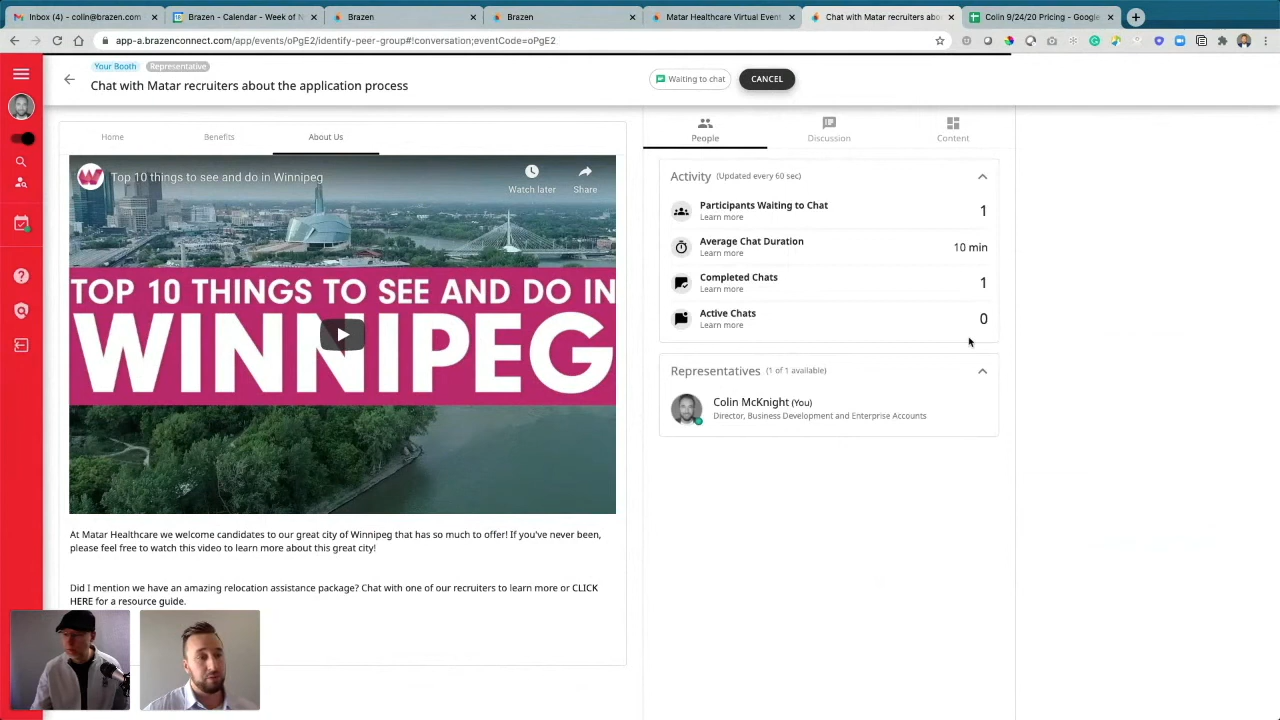 Inbox (4) - colin@brazen.com
Brazen - Calendar - Week of N
Brazen
Brazen
Matar Healthcare Virtual Event
Chat with Matar recruiters abo
Colin 9/24/20 Pricing - Google
app-a.brazenconnect.com/app/events/oPgE2/identify-peer-group#!conversation;eventCode=oPgE2
Your Booth
Representative
Chat with Matar recruiters about the application process
Waiting to chat
CANCEL
Home
Benefits
About Us
Top 10 things to see and do in Winnipeg
Watch later
Share
TOP 10 THINGS TO SEE AND DO IN
WINNIPEG
At Matar Healthcare we welcome candidates to our great city of Winnipeg that has so much to offer! If you've never been,
please feel free to watch this video to learn more about this great city!
Did I mention we have an amazing relocation assistance package? Chat with one of our recruiters to learn more or CLICK
HERE for a resource guide.
People
Discussion
Content
Activity (Updated every 60 sec)
Participants Waiting to Chat
Learn more
1
Average Chat Duration
Learn more
10 min
Completed Chats
Learn more
1
Active Chats
Learn more
0
Representatives (1 of 1 available)
Colin McKnight (You)
Director, Business Development and Enterprise Accounts